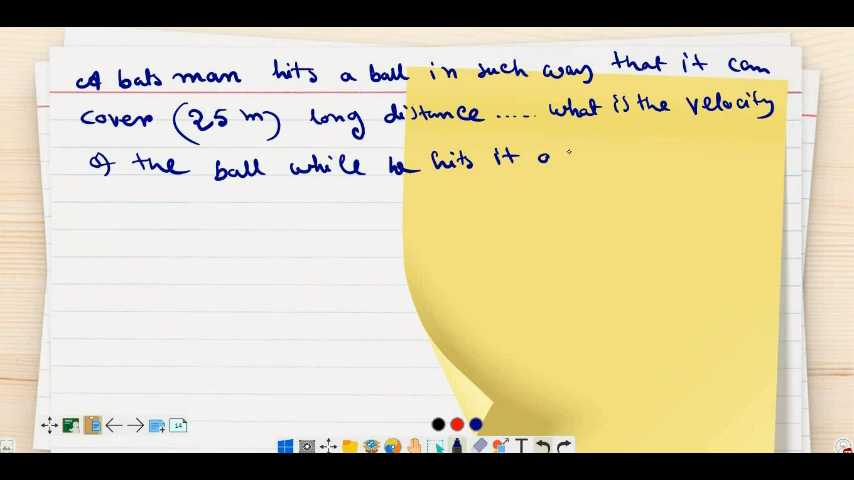 A bats man hits a ball in such way that it can
cover (25 m) long distance ..... what is the velocity
of the ball while he hits it